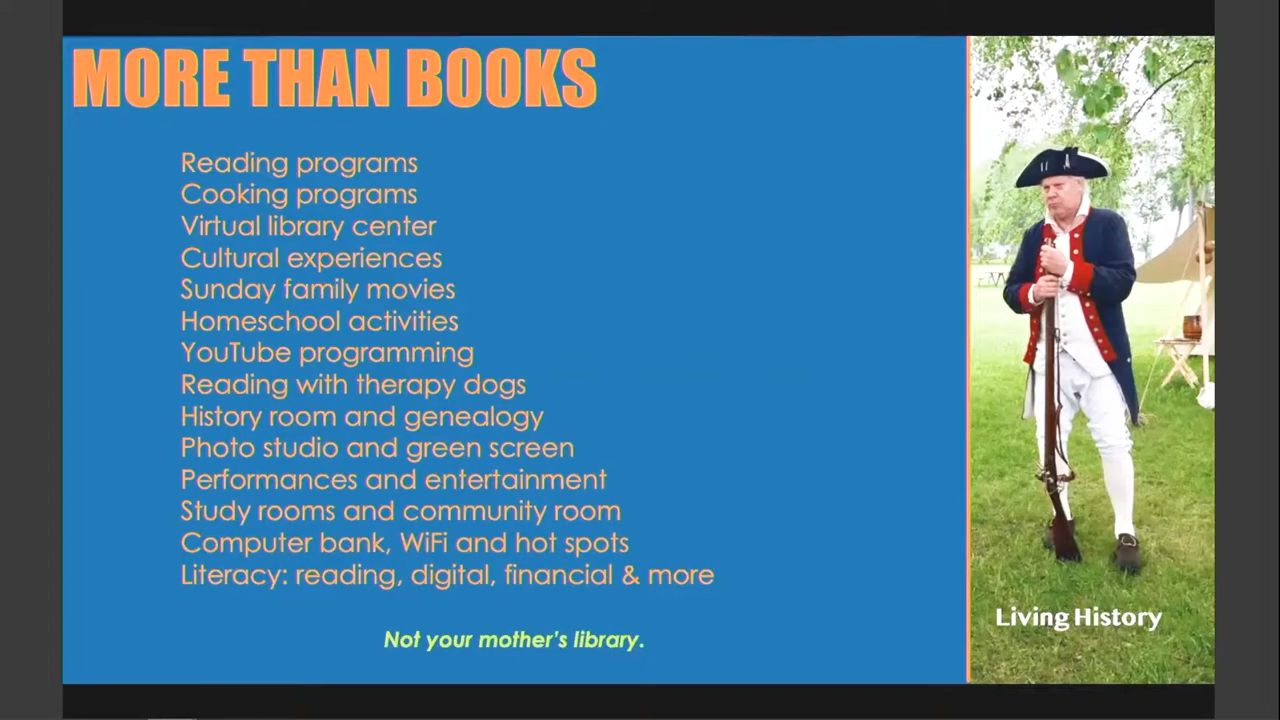 MORE THAN BOOKS
Reading programs
Cooking programs
Virtual library center
Cultural experiences
Sunday family movies
Homeschool activities
YouTube programming
Reading with therapy dogs
History room and genealogy
Photo studio and green screen
Performances and entertainment
Study rooms and community room
Computer bank, WiFi and hot spots
Literacy: reading, digital, financial & more
Not your mother's library.
Living History